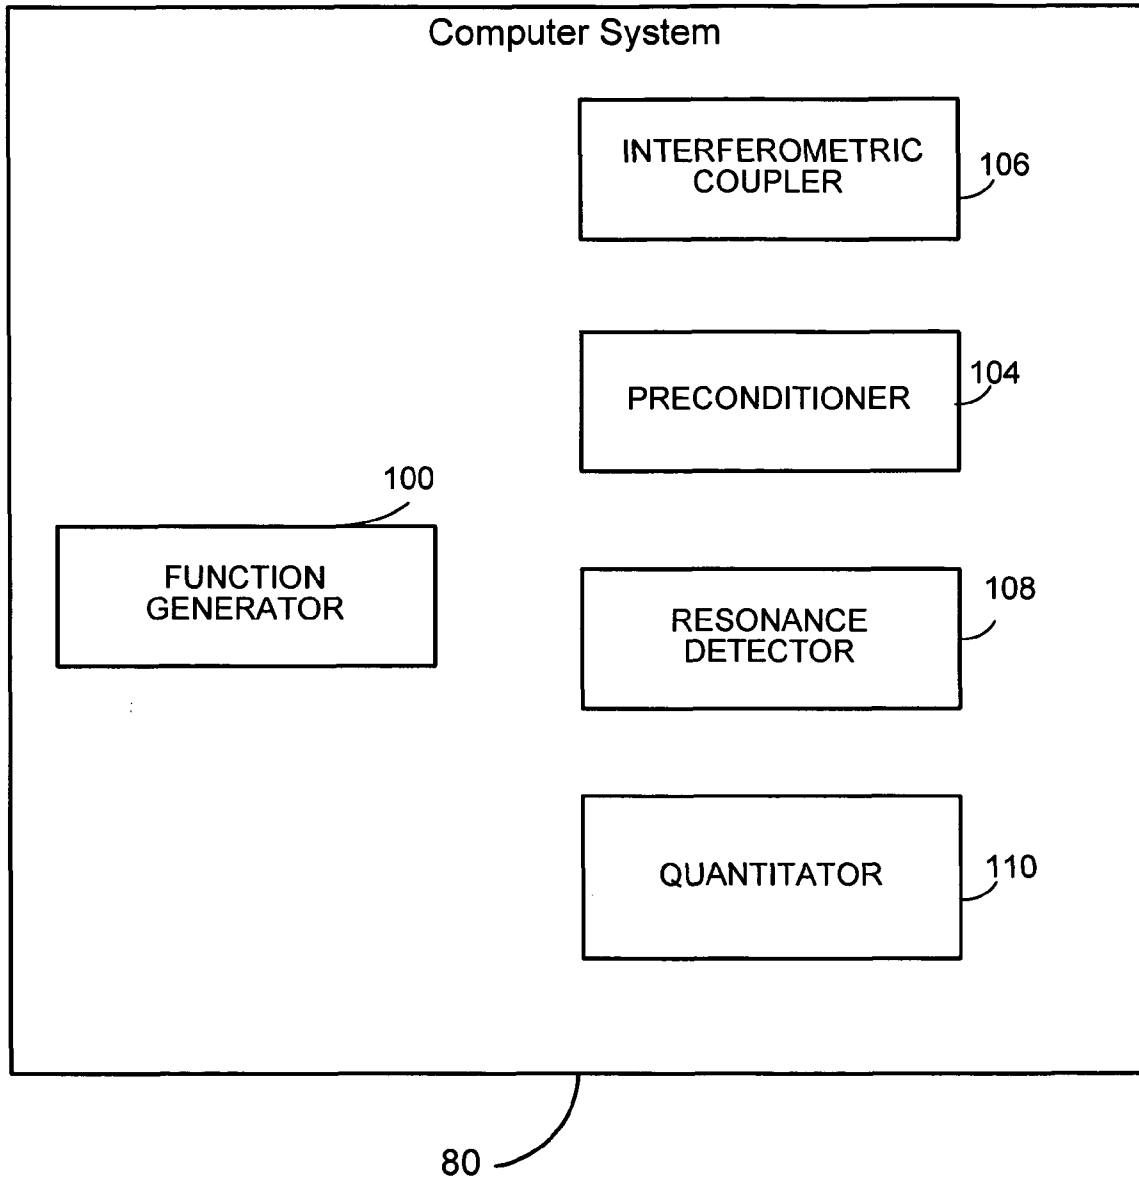 Computer System
INTERFEROMETRIC
COUPLER
106
PRECONDITIONER
104
100
FUNCTION
GENERATOR
RESONANCE
DETECTOR
108
QUANTITATOR
110
80